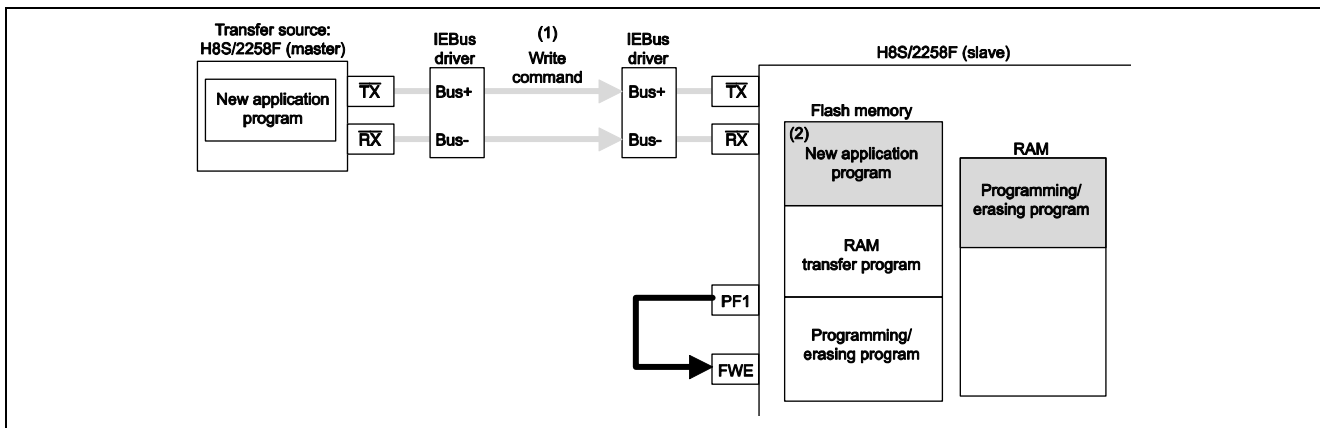 Transfer source:
H8S/2258F (master)
New application
program
TX
RX
IEBus
driver
Bus+
Bus-
(1)
Write
command
IEBus
driver
Bus+
Bus-
TX
RX
H8S/2258F (slave)
Flash memory
(2)
New application
program
RAM
transfer program
Programming/
erasing program
RAM
Programming/
erasing program
PF1
FWE